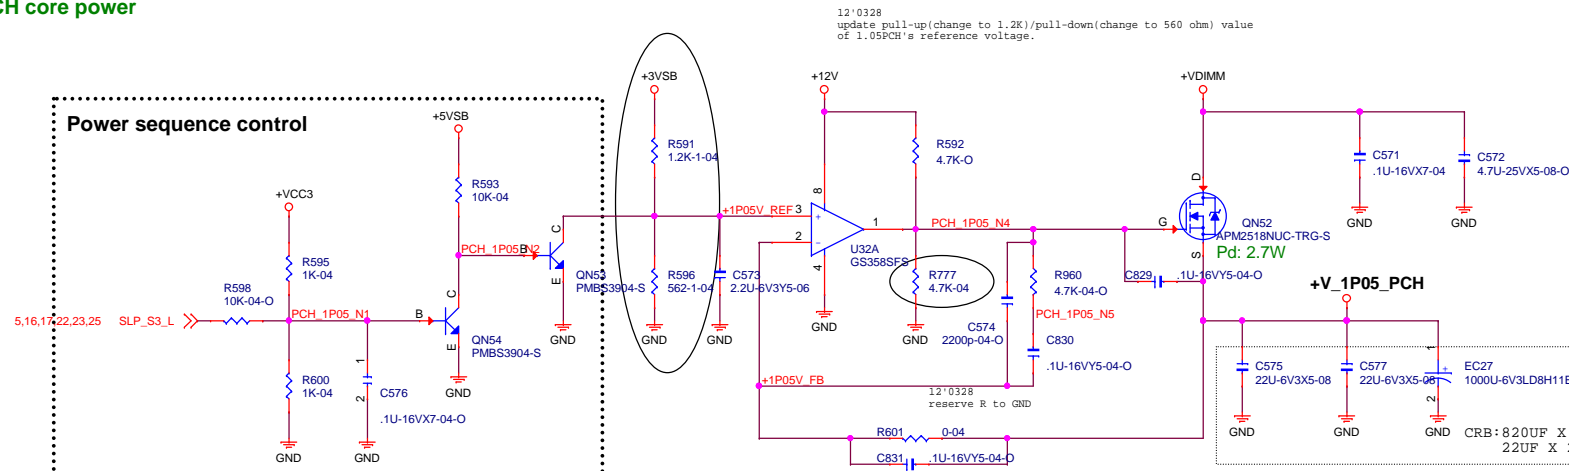 CH core power
12'0328
update pull-up(change to 1.2K)/pull-down(change to 560 ohm) value
of 1.05PCH's reference voltage.
Power sequence control
+5VSB
+3VSB
+12V
+VDIMM
R593
10K-04
R591
1.2K-1-04
R592
4.7K-O
C571
.1U-16VX7-04
C572
4.7U-25VX5-08-O
GND
GND
+VCC3
R595
1K-04
R598
10K-04-O
5,16,17,22,23,25 SLP_S3_L
PCH_1P05_N1
B
C
E
QN54
PMBS3904-S
GND
PCH_1P05_N2
B
C
E
QN53
PMBS3904-S
GND
R596
562-1-04
GND
C573
2.2U-6V3Y5-06
GND
+1P05V_REF
3
2
8
4
1
+
-
U32A
GS358SFS
GND
PCH_1P05_N4
R777
4.7K-04
GND
R960
4.7K-04-O
PCH_1P05_N5
C574
2200p-04-O
C830
.1U-16VY5-04-O
C829
.1U-16VY5-04-O
D
G
S
QN52
APM2518NUC-TRG-S
Pd: 2.7W
+V_1P05_PCH
R600
1K-04
GND
1
2
C576
.1U-16VX7-04-O
GND
+1P05V_FB
12'0328
reserve R to GND
R601
0-04
C831
.1U-16VY5-04-O
C575
22U-6V3X5-08
GND
C577
22U-6V3X5-08
GND
1
2
EC27
1000U-6V3LD8H11E
GND
CRB:820UF X
22UF X